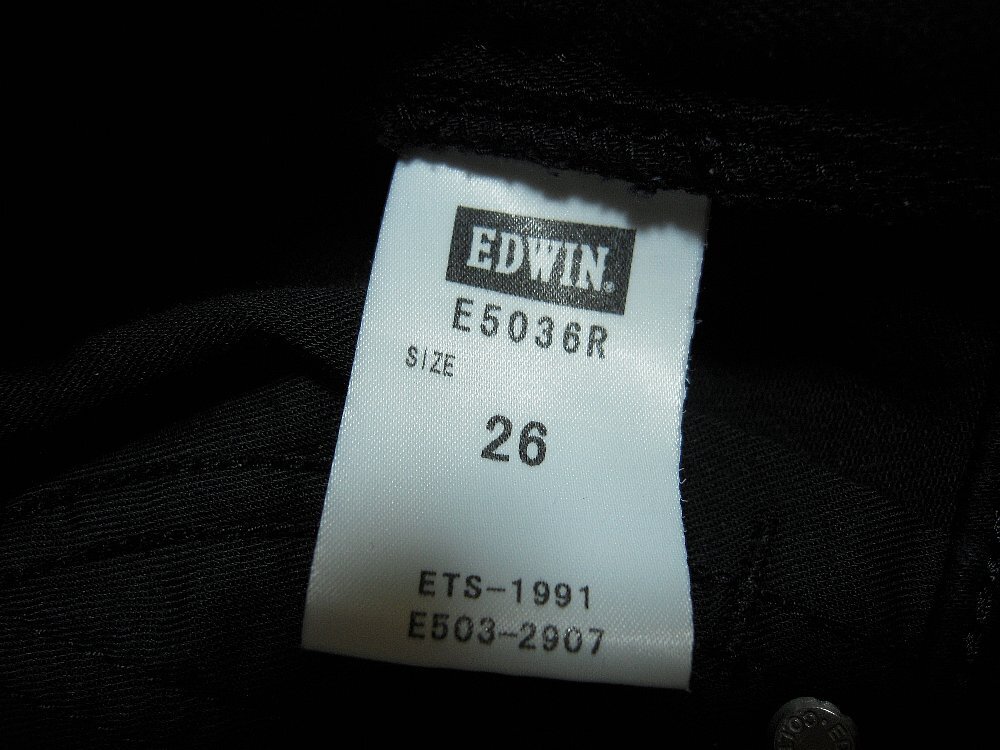 EDWIN.
E5036R
SIZE
26
ETS-1991
E503-2907